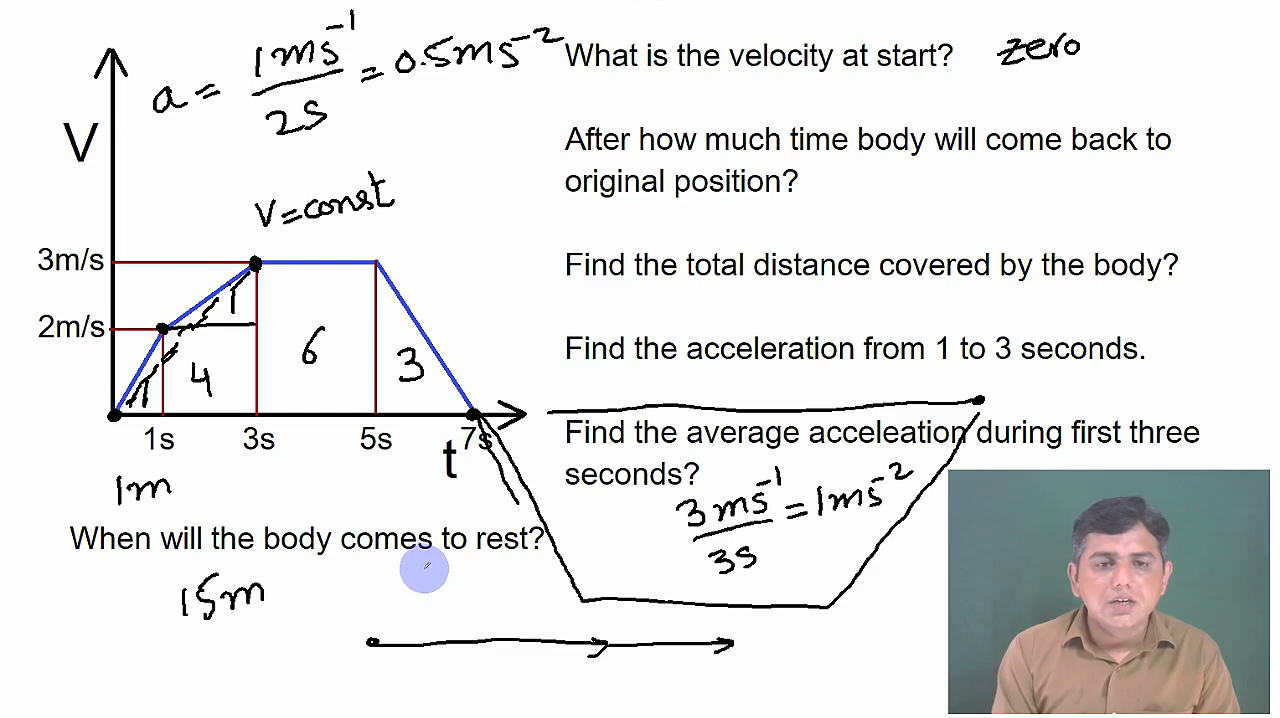 a = 1ms⁻¹ / 2s = 0.5ms⁻²
What is the velocity at start? zero
V
After how much time body will come back to
original position?
V = const
3m/s
Find the total distance covered by the body?
2m/s
1
6
Find the acceleration from 1 to 3 seconds.
4
3
1
1s 3s 5s 7s
t
Find the average acceleation during first three
seconds?
1m
3ms⁻¹ / 3s = 1ms⁻²
When will the body comes to rest?
15m